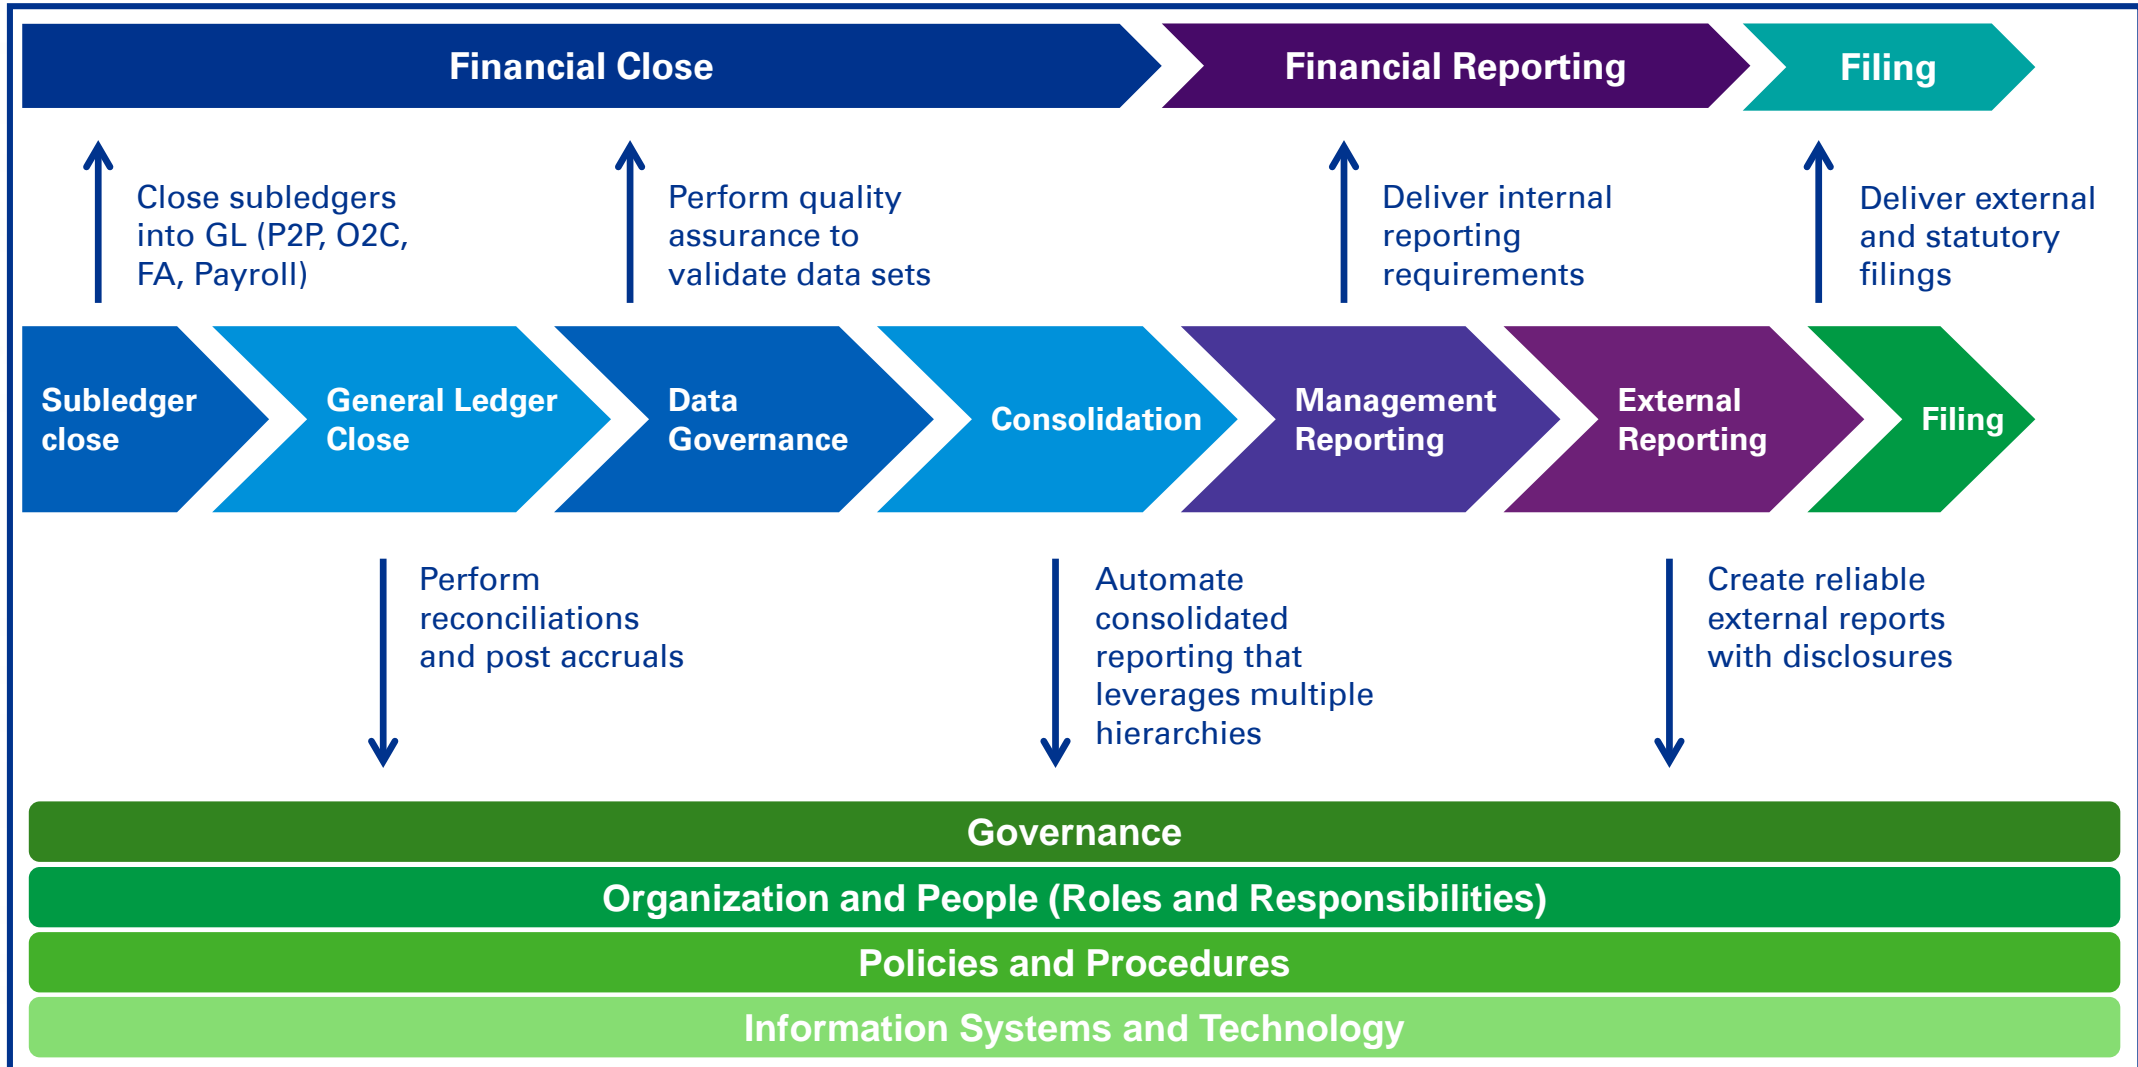 Financial Close
Financial Reporting
Filing
Close subledgers
into GL (P2P, O2C,
FA, Payroll)
Perform quality
assurance to
validate data sets
Deliver internal
reporting
requirements
Deliver external
and statutory
filings
Subledger
close
General Ledger
Close
Data
Governance
Consolidation
Management
Reporting
External
Reporting
Filing
Perform
reconciliations
and post accruals
Automate
consolidated
reporting that
leverages multiple
hierarchies
Create reliable
external reports
with disclosures
Governance
Organization and People (Roles and Responsibilities)
Policies and Procedures
Information Systems and Technology